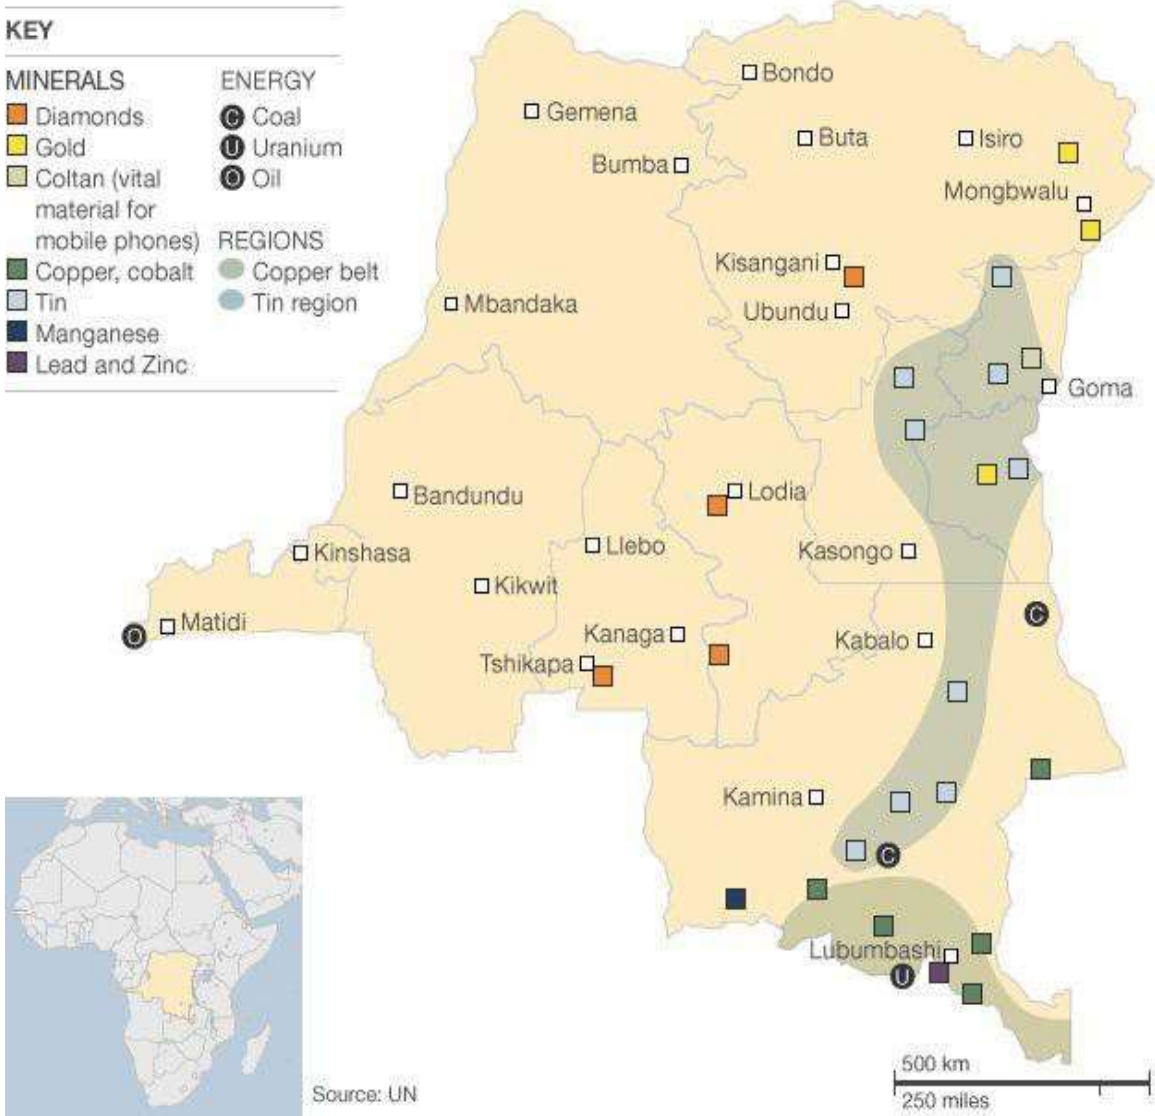 KEY
MINERALS
Diamonds
Gold
Coltan (vital
material for
mobile phones)
Copper, cobalt
Tin
Manganese
Lead and Zinc
ENERGY
C Coal
U Uranium
O Oil
REGIONS
Copper belt
Tin region
Bondo
Gemena
Buta
Isiro
Bumba
Mongbwalu
Kisangani
Mbandaka
Ubundu
Goma
Bandundu
Lodia
Kinshasa
Llebo
Kasongo
Kikwit
C
Matidi
O
Kanaga
Kabalo
Tshikapa
Kamina
C
Lubumbashi
U
500 km
250 miles
Source: UN